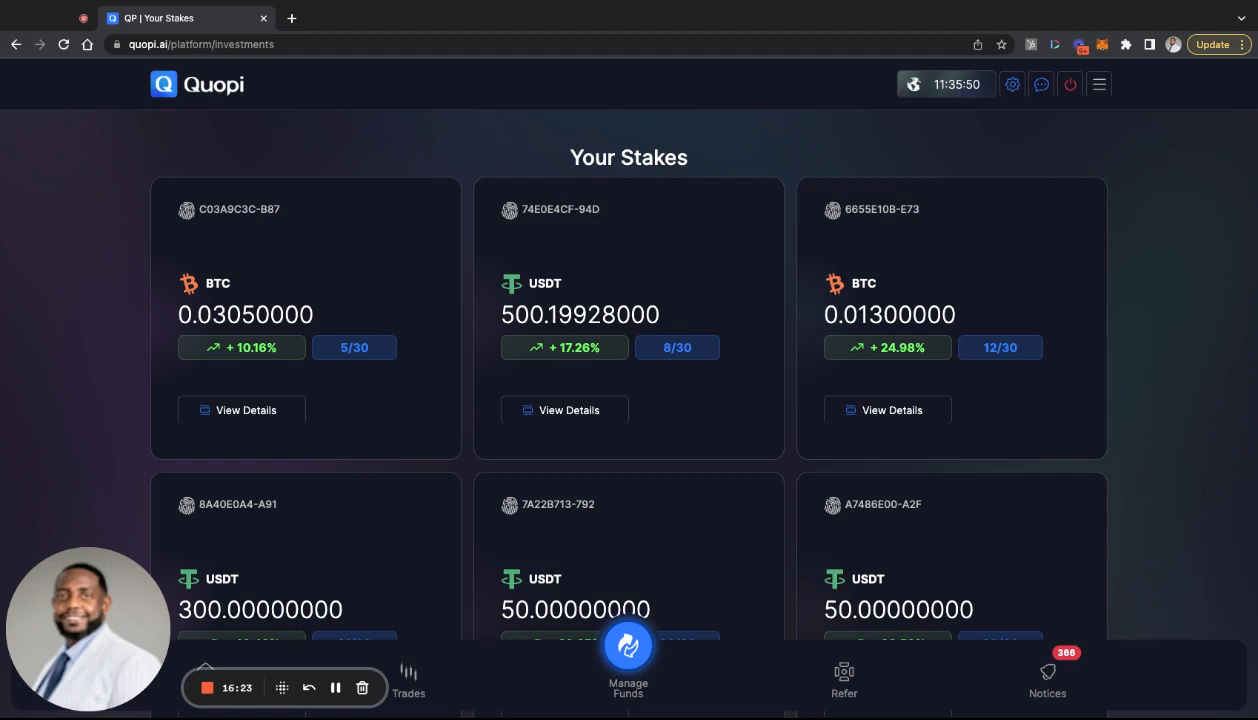 QP | Your Stakes
quopi.ai/platform/investments
9+
Update
Quopi
11:35:50
Your Stakes
C03A9C3C-B87
74E0E4CF-94D
6655E10B-E73
BTC
USDT
BTC
0.03050000
500.19928000
0.01300000
+ 10.16%
5/30
+ 17.26%
8/30
+ 24.98%
12/30
View Details
View Details
View Details
8A40E0A4-A91
7A22B713-792
A7486E00-A2F
USDT
USDT
USDT
300.00000000
50.00000000
50.00000000
366
16:23
Trades
Manage
Funds
Refer
Notices